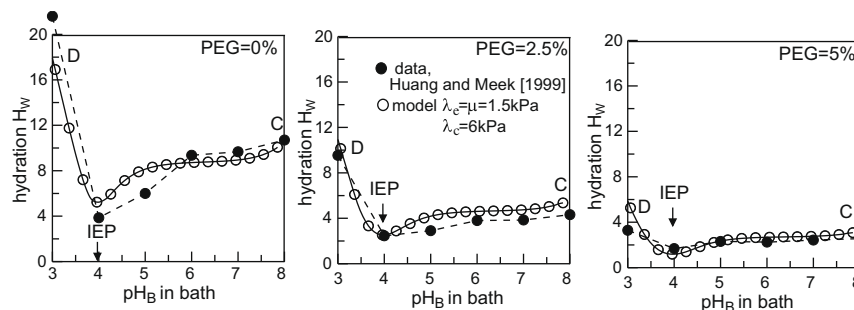 PEG=0%
20
16
12
8
4
0
hydration H_W
D
C
IEP
3 4 5 6 7 8
pH_B in bath
PEG=2.5%
20
16
12
8
4
0
hydration H_W
data,
Huang and Meek [1999]
model λ_e=μ=1.5kPa
λ_c=6kPa
D
IEP
C
3 4 5 6 7 8
pH_B in bath
PEG=5%
20
16
12
8
4
0
hydration H_W
IEP
D
C
3 4 5 6 7 8
pH_B in bath